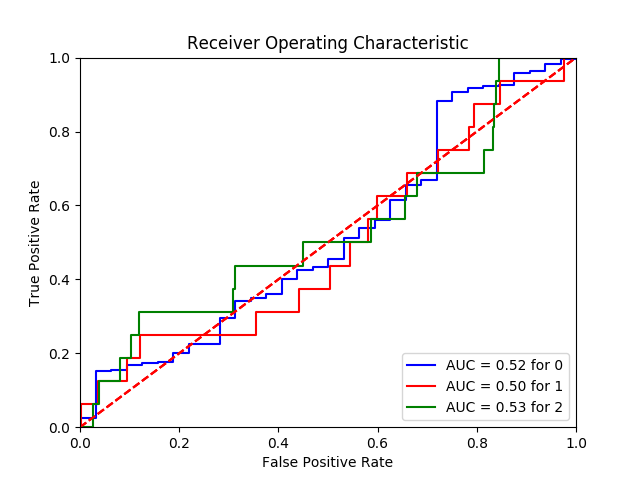 Receiver Operating Characteristic
True Positive Rate
1.0
0.8
0.6
0.4
0.2
0.0
AUC = 0.52 for 0
AUC = 0.50 for 1
AUC = 0.53 for 2
0.0 0.2 0.4 0.6 0.8 1.0
False Positive Rate